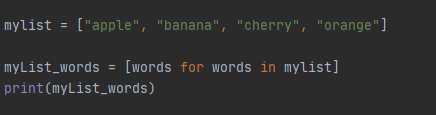 mylist = ["apple", "banana", "cherry", "orange"]
myList_words = [words for words in mylist]
print(myList_words)